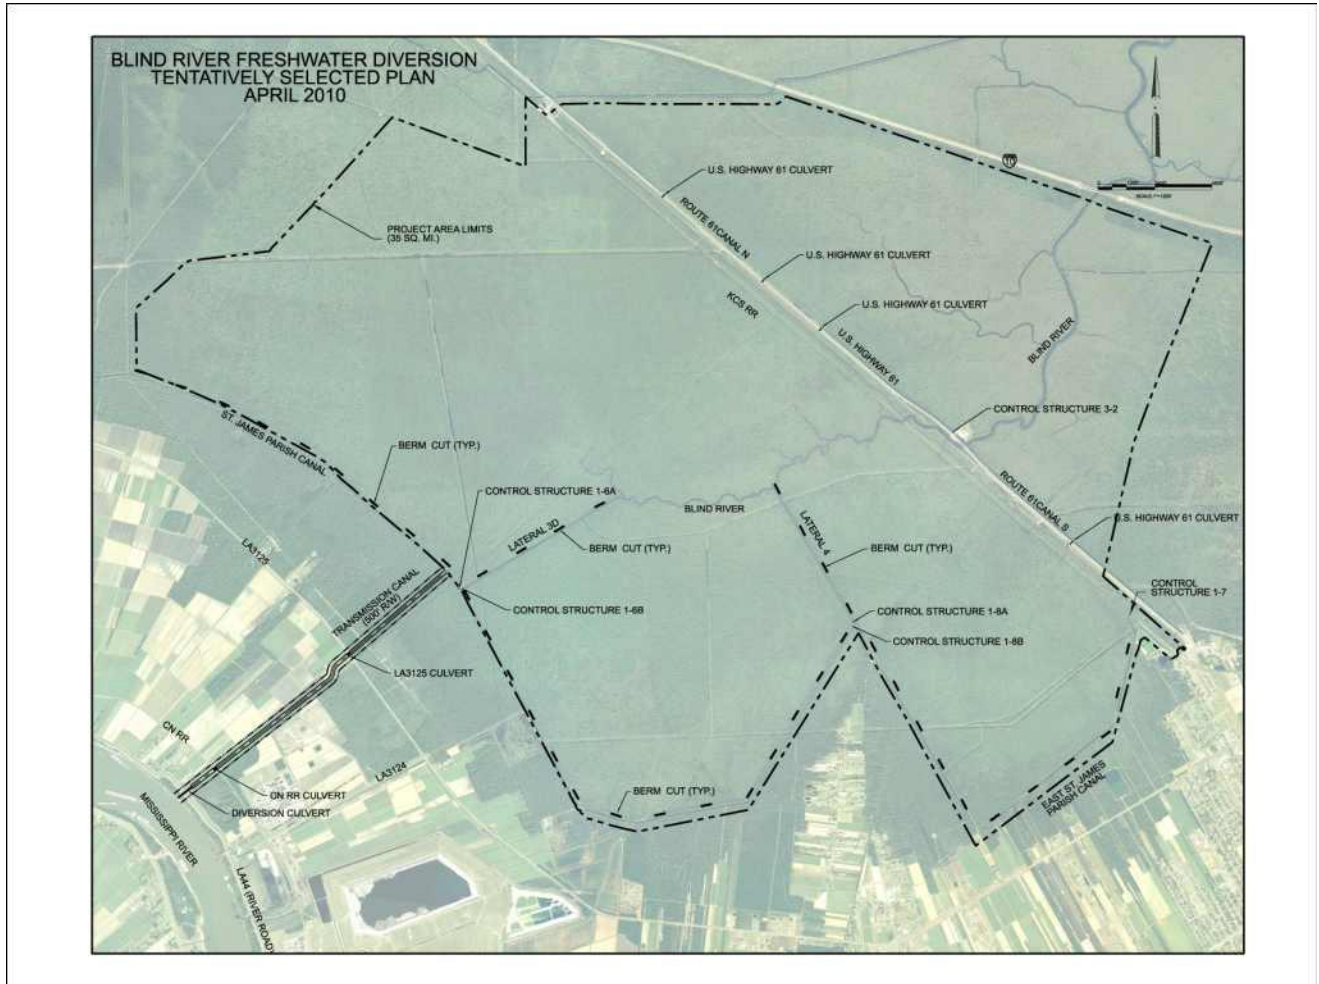 BLIND RIVER FRESHWATER DIVERSION
TENTATIVELY SELECTED PLAN
APRIL 2010
10
U.S. HIGHWAY 61 CULVERT
ROUTE 61CANAL N
PROJECT AREA LIMITS
(35 SQ. MI.)
U.S. HIGHWAY 61 CULVERT
KCS RR
U.S. HIGHWAY 61 CULVERT
U.S. HIGHWAY 61
BLIND RIVER
CONTROL STRUCTURE 3-2
ST. JAMES PARISH CANAL
BERM CUT (TYP.)
CONTROL STRUCTURE 1-6A
ROUTE 61CANAL S
BLIND RIVER
U.S. HIGHWAY 61 CULVERT
LATERAL 3D
LATERAL 4
BERM CUT (TYP.)
BERM CUT (TYP.)
LA3125
TRANSMISSION CANAL
(500' R/W)
CONTROL STRUCTURE 1-6B
CONTROL
STRUCTURE 1-7
CONTROL STRUCTURE 1-8A
CONTROL STRUCTURE 1-8B
LA3125 CULVERT
CN RR
LA3124
EAST ST. JAMES
PARISH CANAL
BERM CUT (TYP.)
CN RR CULVERT
DIVERSION CULVERT
MISSISSIPPI RIVER
LA44 (RIVER ROAD)